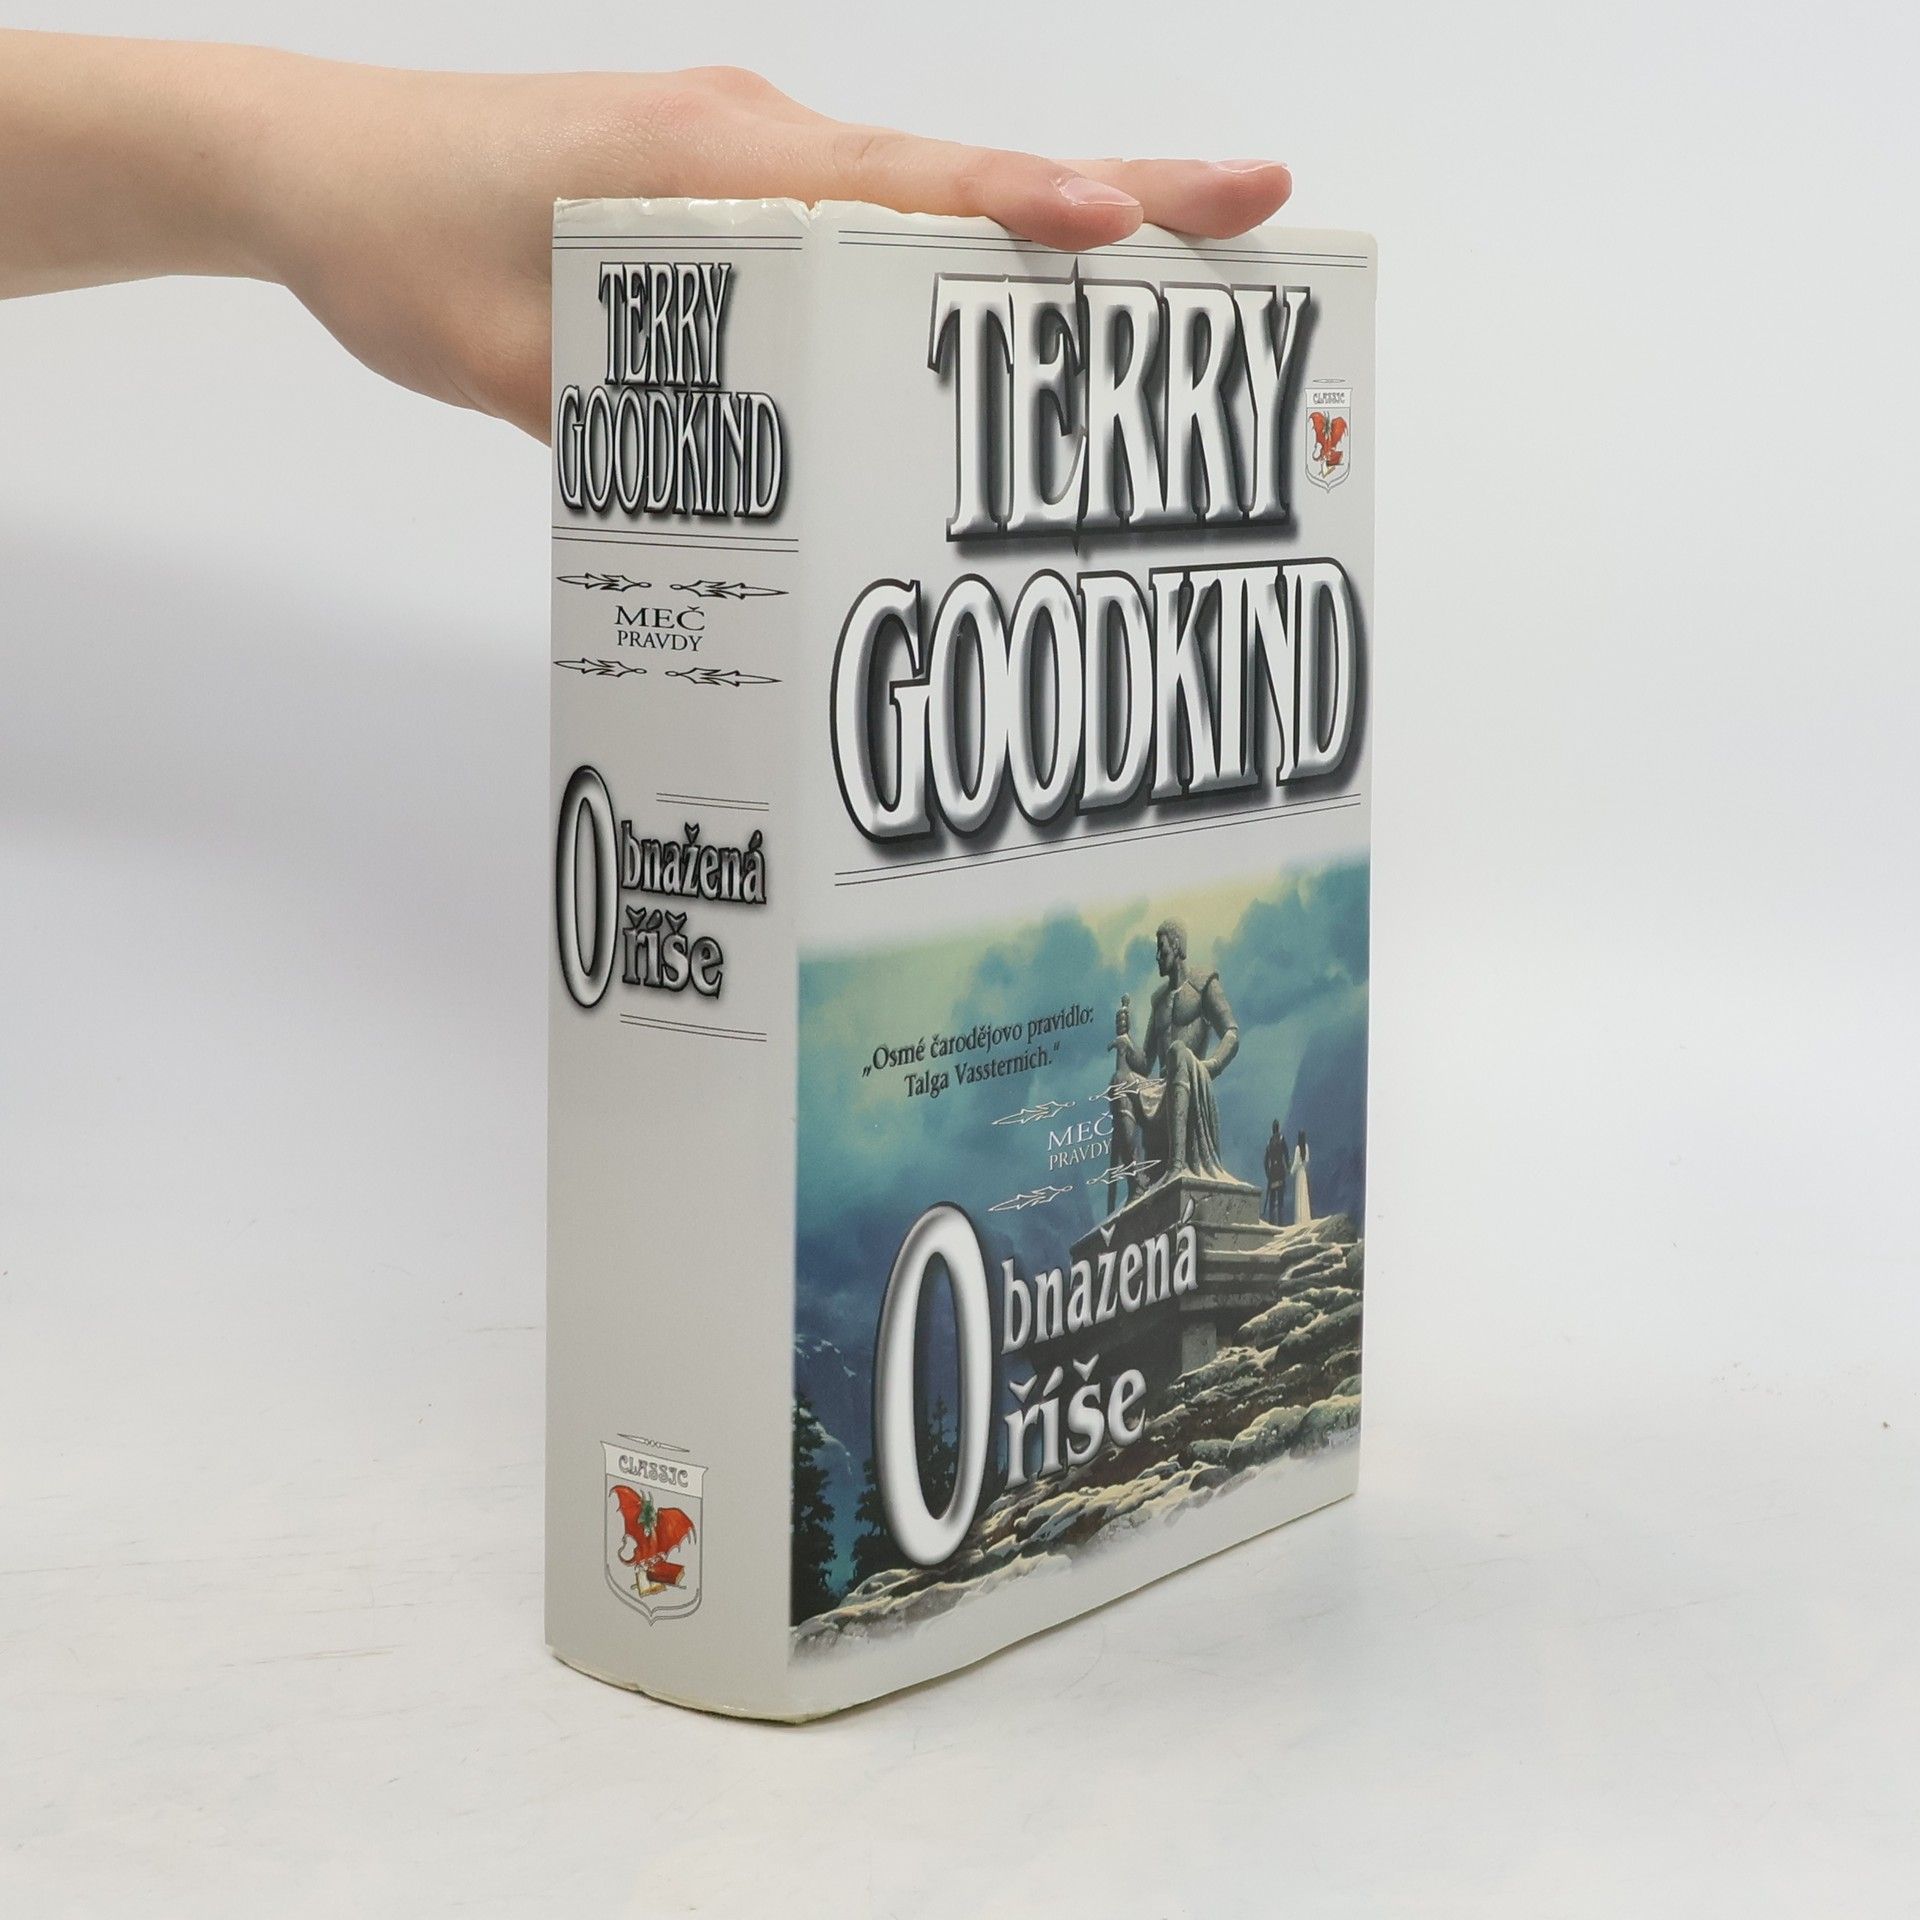 TERRY
GOODKIND
MEČ
PRAVDY
Obnažená
říše
CLASSIC
TERRY
GOODKIND
CLASSIC
„Osmé čarodějovo pravidlo:
Talga Vassternich.“
MEČ
PRAVDY
Obnažená
říše